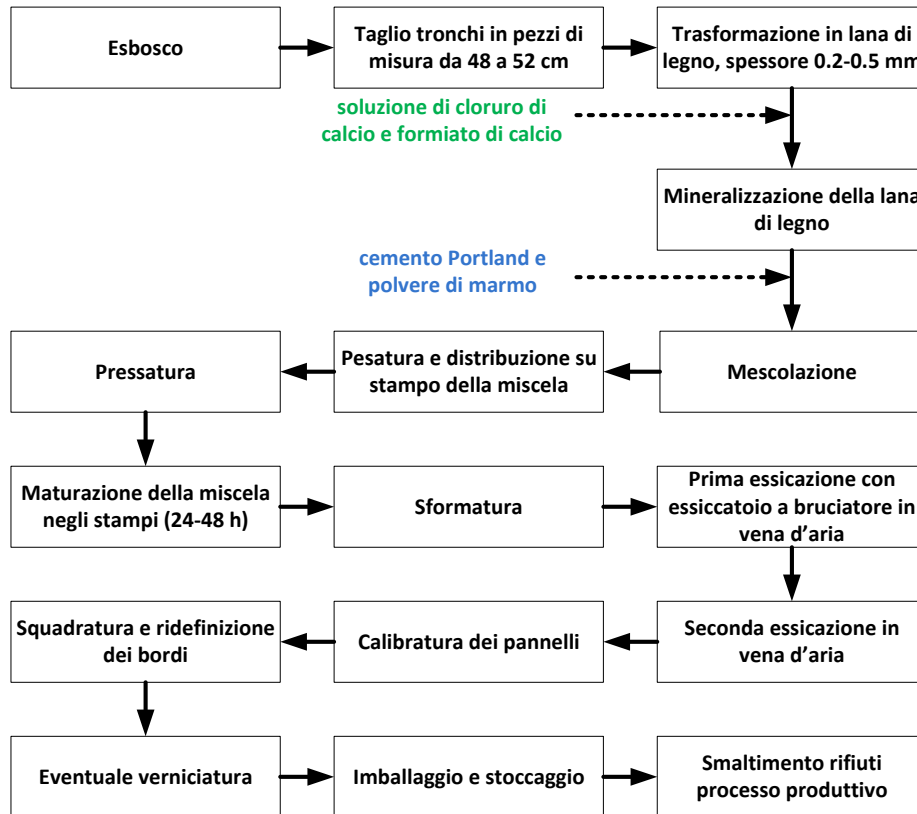 Esbosco
Taglio tronchi in pezzi di
misura da 48 a 52 cm
Trasformazione in lana di
legno, spessore 0.2-0.5 mm
soluzione di cloruro di
calcio e formiato di calcio
Mineralizzazione della lana
di legno
cemento Portland e
polvere di marmo
Mescolazione
Pesatura e distribuzione su
stampo della miscela
Pressatura
Maturazione della miscela
negli stampi (24-48 h)
Sformatura
Prima essicazione con
essiccatoio a bruciatore in
vena d'aria
Seconda essicazione in
vena d'aria
Calibratura dei pannelli
Squadratura e ridefinizione
dei bordi
Eventuale verniciatura
Imballaggio e stoccaggio
Smaltimento rifiuti
processo produttivo